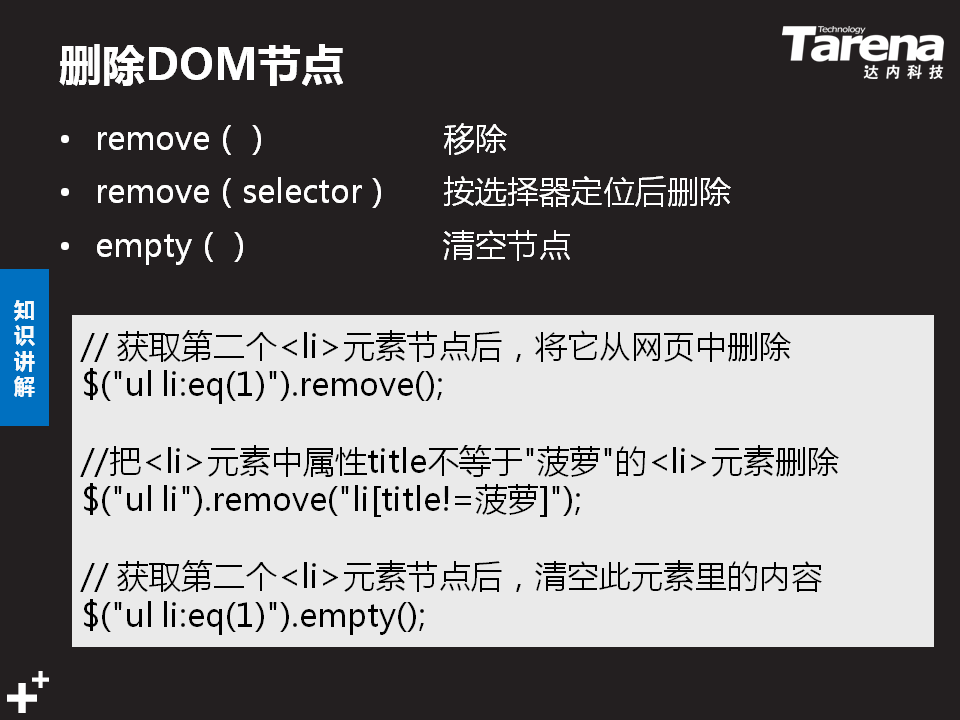 删除DOM节点
Technology
Tarena
达内科技
• remove（ ） 移除
• remove（selector） 按选择器定位后删除
• empty（ ） 清空节点
知识讲解
// 获取第二个<li>元素节点后，将它从网页中删除
$("ul li:eq(1)").remove();
//把<li>元素中属性title不等于"菠萝"的<li>元素删除
$("ul li").remove("li[title!=菠萝]");
// 获取第二个<li>元素节点后，清空此元素里的内容
$("ul li:eq(1)").empty();